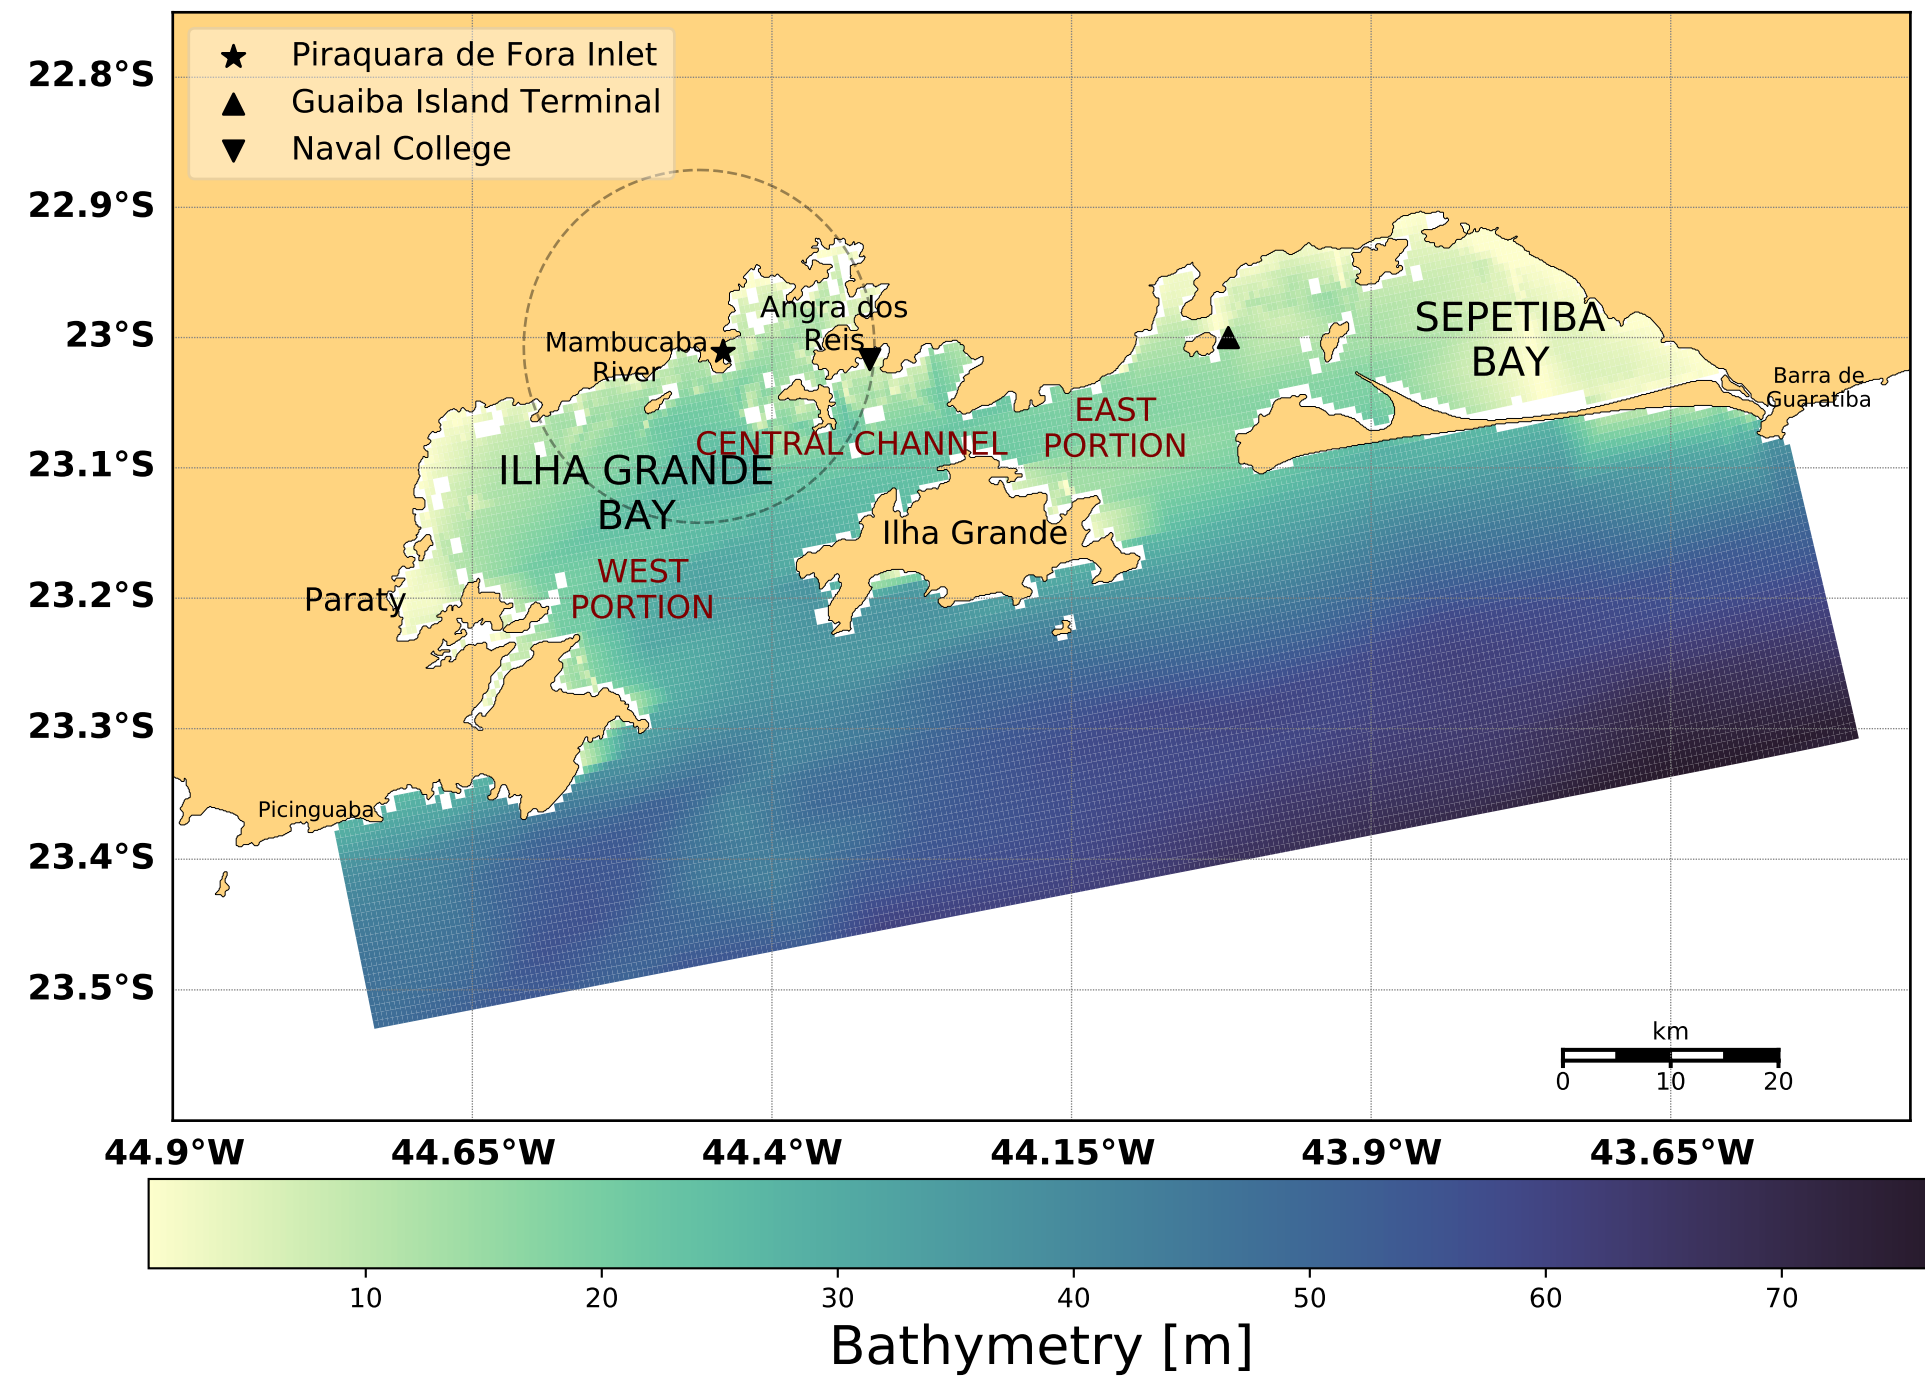 Piraquara de Fora Inlet
Guaiba Island Terminal
Naval College
22.8°S
22.9°S
23°S
23.1°S
23.2°S
23.3°S
23.4°S
23.5°S
Angra dos
Reis
Mambucaba
River
SEPETIBA
BAY
Barra de
Guaratiba
EAST
PORTION
CENTRAL CHANNEL
ILHA GRANDE
BAY
Ilha Grande
WEST
PORTION
Paraty
Picinguaba
km
0 10 20
44.9°W 44.65°W 44.4°W 44.15°W 43.9°W 43.65°W
10 20 30 40 50 60 70
Bathymetry [m]